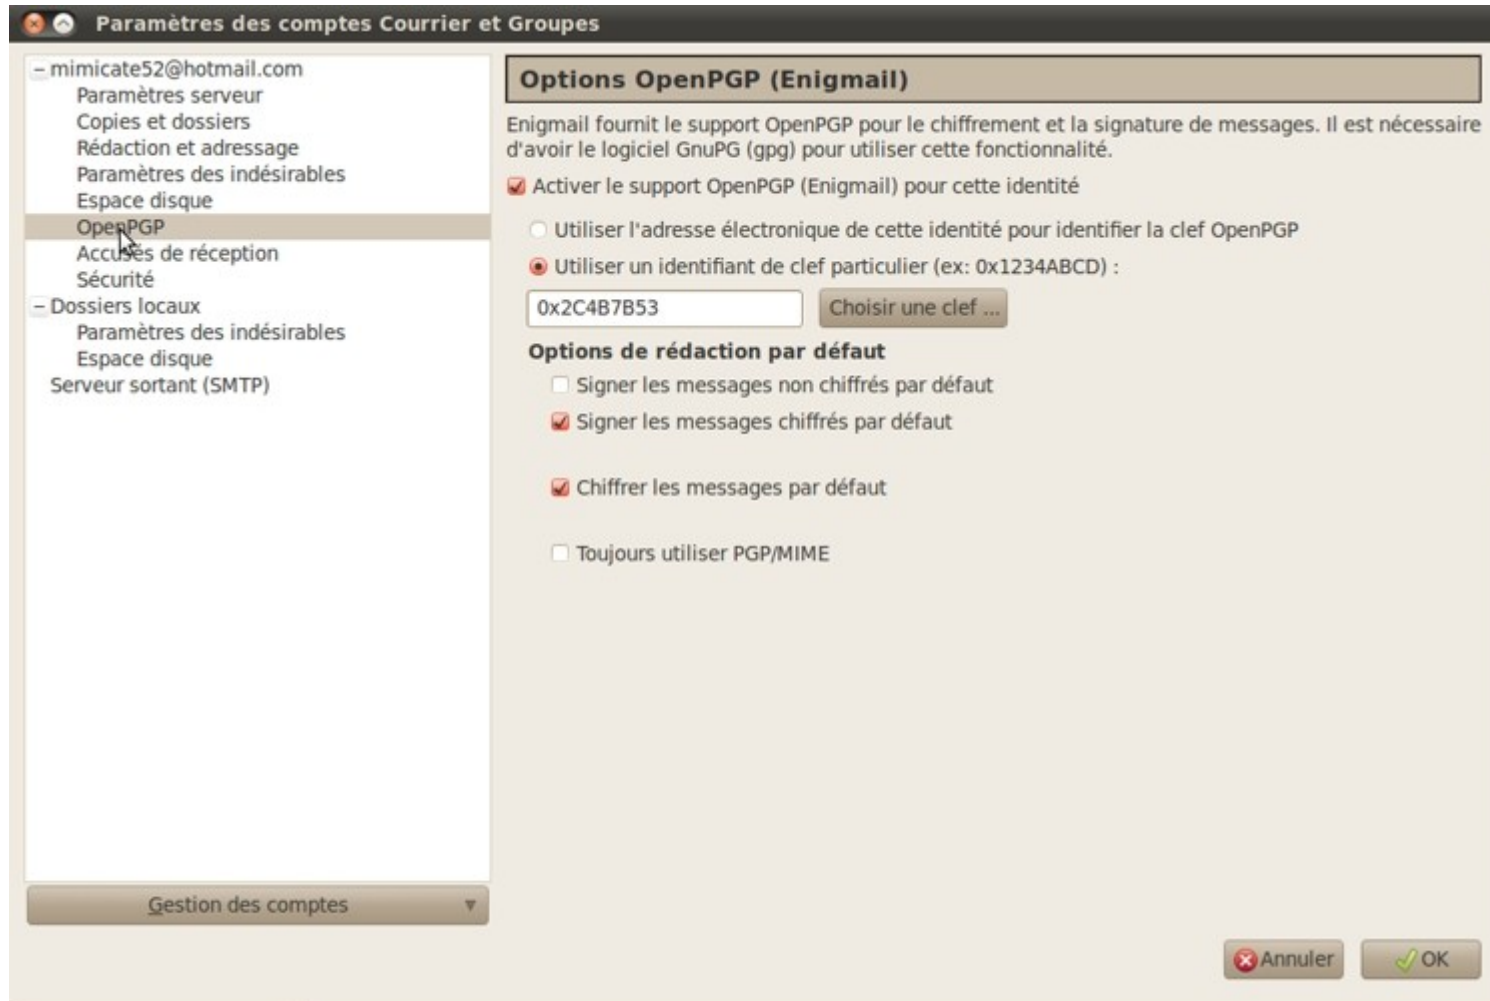 Paramètres des comptes Courrier et Groupes
mimicate52@hotmail.com
Paramètres serveur
Copies et dossiers
Rédaction et adressage
Paramètres des indésirables
Espace disque
OpenPGP
Accusés de réception
Sécurité
Dossiers locaux
Paramètres des indésirables
Espace disque
Serveur sortant (SMTP)
Gestion des comptes
Options OpenPGP (Enigmail)
Enigmail fournit le support OpenPGP pour le chiffrement et la signature de messages. Il est nécessaire
d'avoir le logiciel GnuPG (gpg) pour utiliser cette fonctionnalité.
Activer le support OpenPGP (Enigmail) pour cette identité
Utiliser l'adresse électronique de cette identité pour identifier la clef OpenPGP
Utiliser un identifiant de clef particulier (ex: 0x1234ABCD) :
0x2C4B7B53
Choisir une clef ...
Options de rédaction par défaut
Signer les messages non chiffrés par défaut
Signer les messages chiffrés par défaut
Chiffrer les messages par défaut
Toujours utiliser PGP/MIME
Annuler
OK